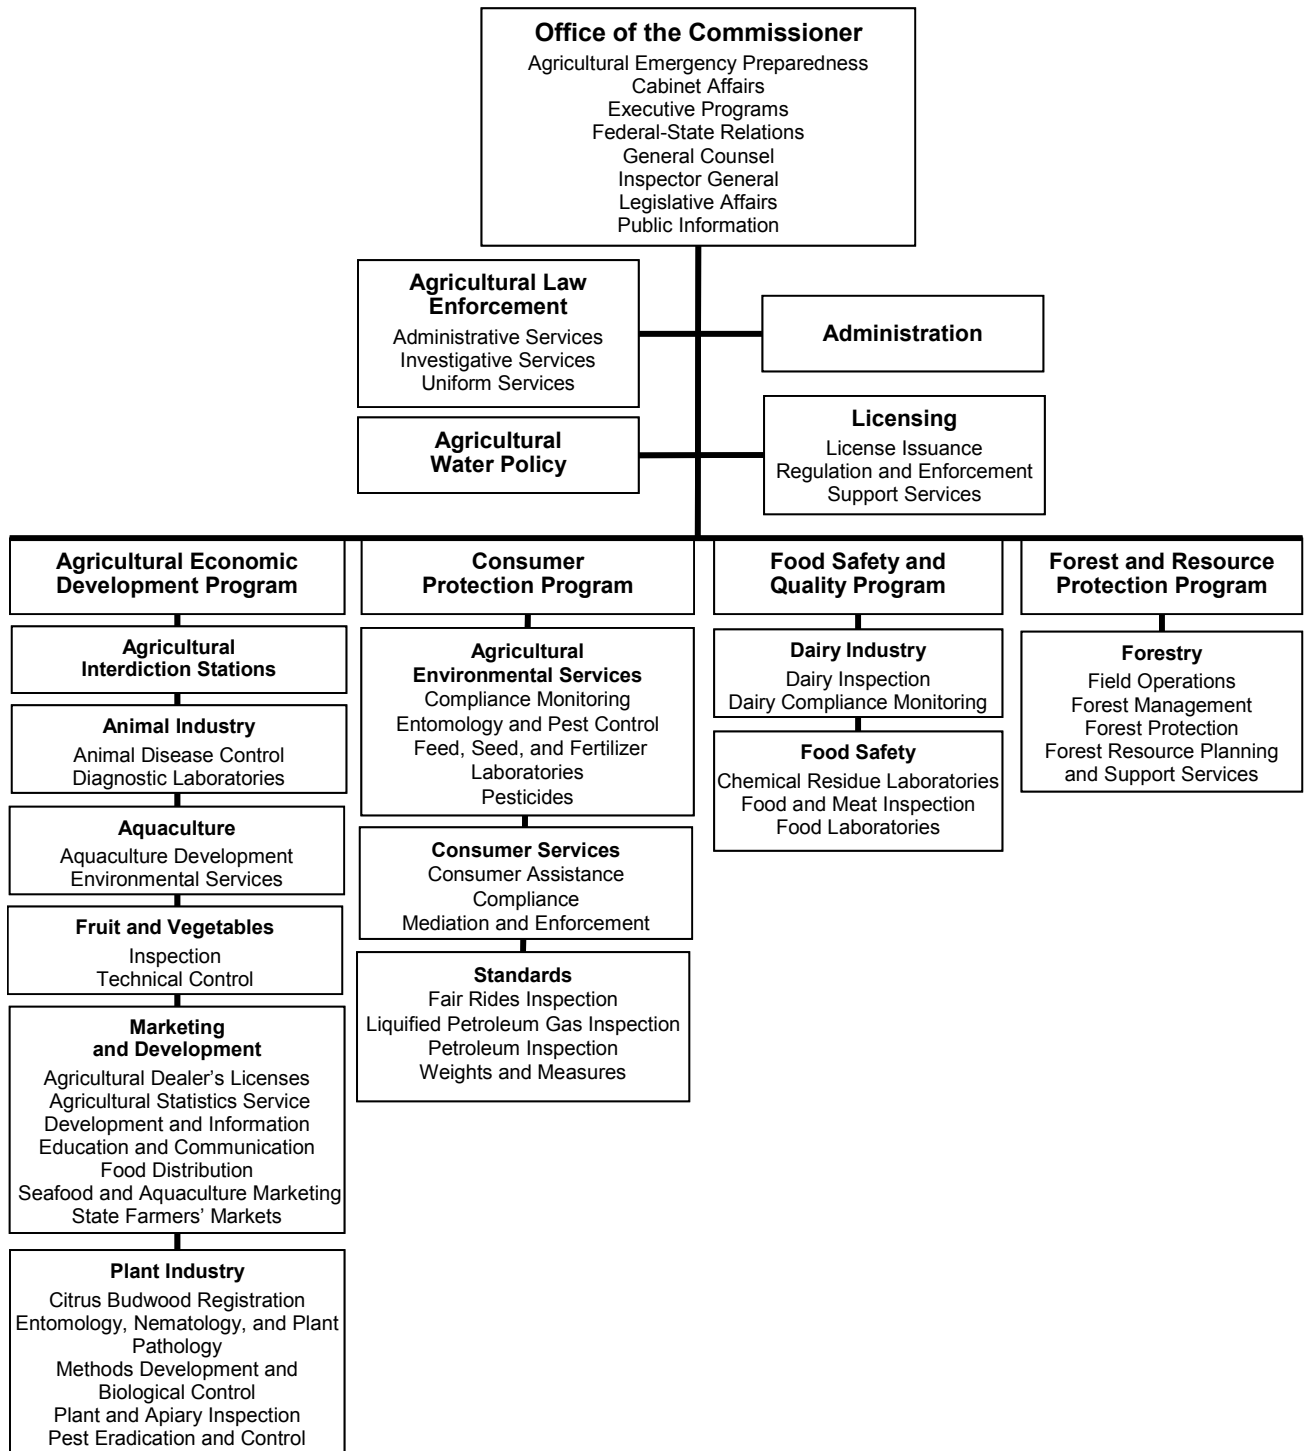 Office of the Commissioner
Agricultural Emergency Preparedness
Cabinet Affairs
Executive Programs
Federal-State Relations
General Counsel
Inspector General
Legislative Affairs
Public Information
Agricultural Law
Enforcement
Administrative Services
Investigative Services
Uniform Services
Administration
Agricultural
Water Policy
Licensing
License Issuance
Regulation and Enforcement
Support Services
Agricultural Economic
Development Program
Agricultural
Interdiction Stations
Animal Industry
Animal Disease Control
Diagnostic Laboratories
Aquaculture
Aquaculture Development
Environmental Services
Fruit and Vegetables
Inspection
Technical Control
Marketing
and Development
Agricultural Dealer’s Licenses
Agricultural Statistics Service
Development and Information
Education and Communication
Food Distribution
Seafood and Aquaculture Marketing
State Farmers’ Markets
Plant Industry
Citrus Budwood Registration
Entomology, Nematology, and Plant
Pathology
Methods Development and
Biological Control
Plant and Apiary Inspection
Pest Eradication and Control
Consumer
Protection Program
Agricultural
Environmental Services
Compliance Monitoring
Entomology and Pest Control
Feed, Seed, and Fertilizer
Laboratories
Pesticides
Consumer Services
Consumer Assistance
Compliance
Mediation and Enforcement
Standards
Fair Rides Inspection
Liquified Petroleum Gas Inspection
Petroleum Inspection
Weights and Measures
Food Safety and
Quality Program
Dairy Industry
Dairy Inspection
Dairy Compliance Monitoring
Food Safety
Chemical Residue Laboratories
Food and Meat Inspection
Food Laboratories
Forest and Resource
Protection Program
Forestry
Field Operations
Forest Management
Forest Protection
Forest Resource Planning
and Support Services